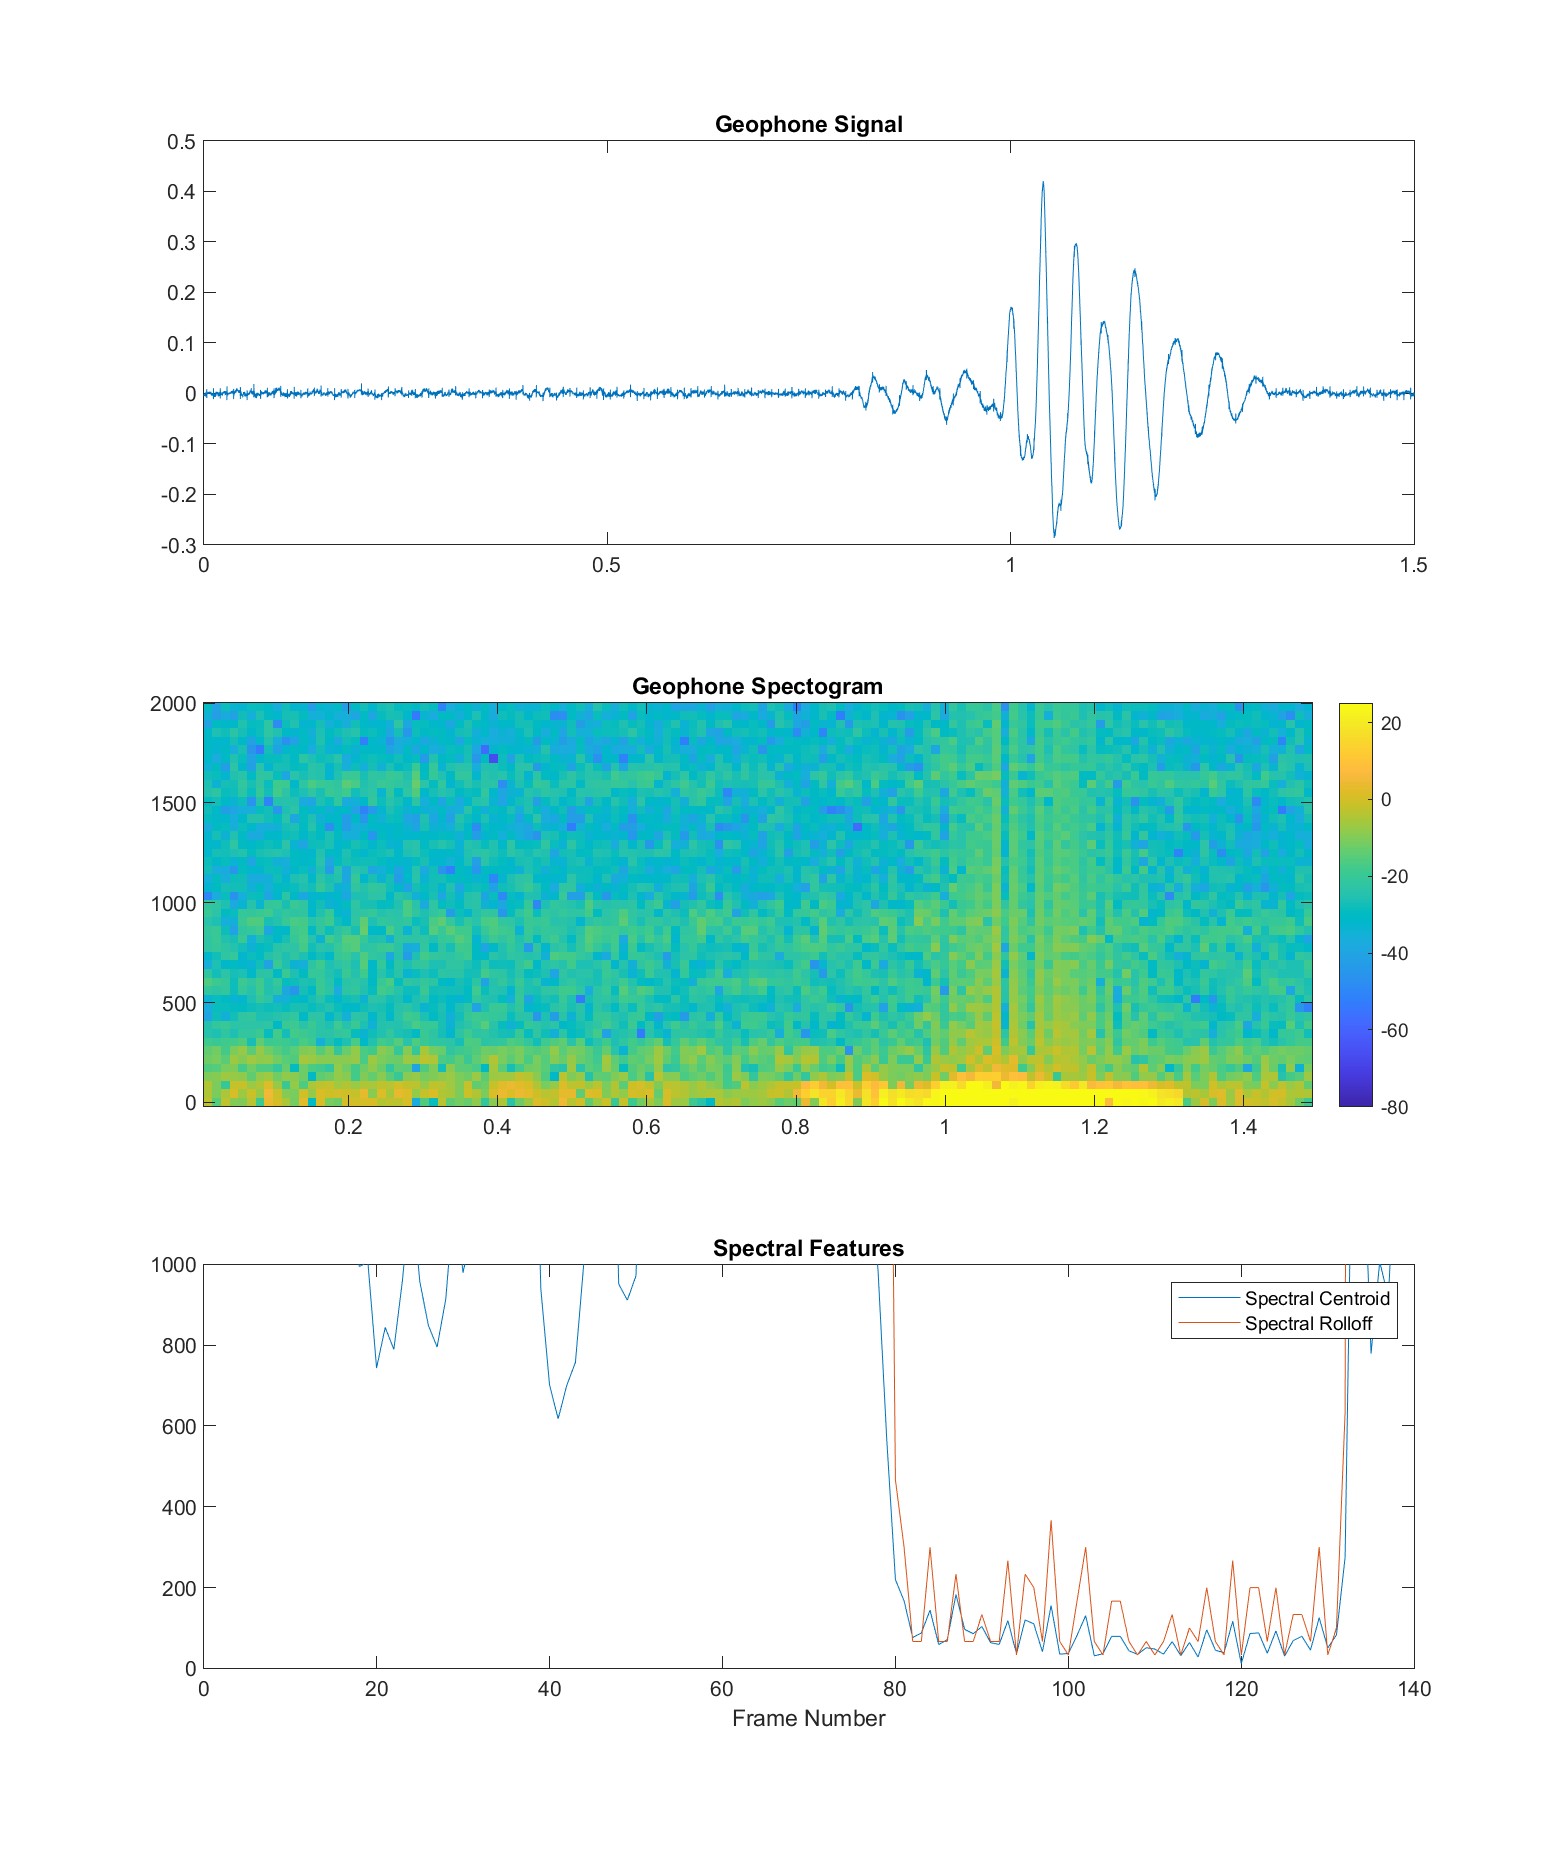 Geophone Signal
0.5
0.4
0.3
0.2
0.1
0
-0.1
-0.2
-0.3
0 0.5 1 1.5
Geophone Spectogram
2000
1500
1000
500
0
0.2 0.4 0.6 0.8 1 1.2 1.4
20
0
-20
-40
-60
-80
Spectral Features
1000
800
600
400
200
0
Spectral Centroid
Spectral Rolloff
0 20 40 60 80 100 120 140
Frame Number